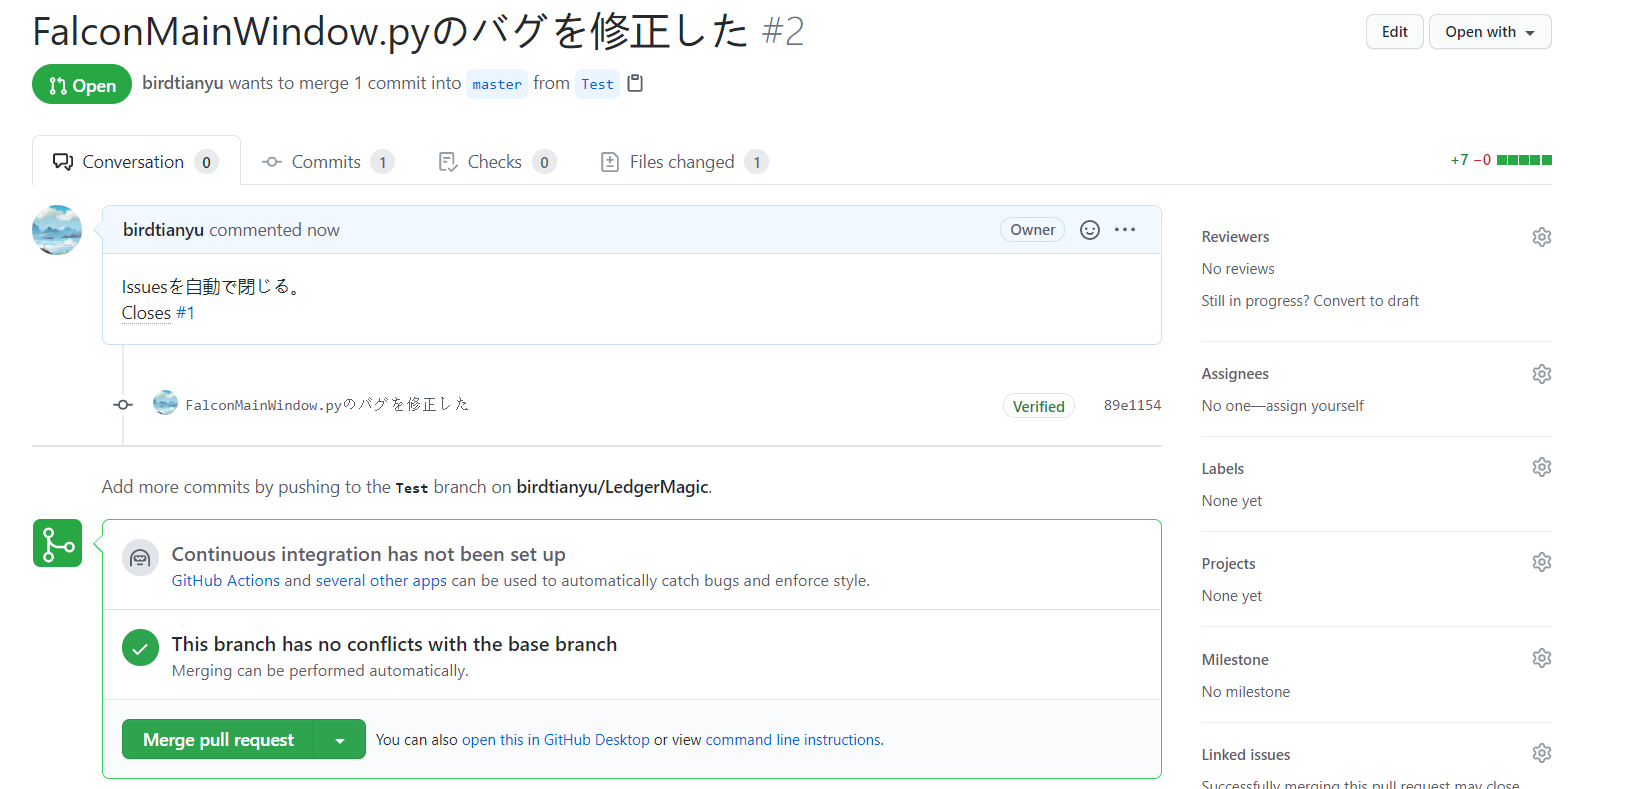 FalconMainWindow.pyのバグを修正した #2
Edit
Open with
Open
birdtianyu wants to merge 1 commit into master from Test
Conversation 0
Commits 1
Checks 0
Files changed 1
+7 −0
birdtianyu commented now
Owner
Issuesを自動で閉じる。
Closes #1
FalconMainWindow.pyのバグを修正した
Verified
89e1154
Add more commits by pushing to the Test branch on birdtianyu/LedgerMagic.
Continuous integration has not been set up
GitHub Actions and several other apps can be used to automatically catch bugs and enforce style.
This branch has no conflicts with the base branch
Merging can be performed automatically.
Merge pull request
You can also open this in GitHub Desktop or view command line instructions.
Reviewers
No reviews
Still in progress? Convert to draft
Assignees
No one—assign yourself
Labels
None yet
Projects
None yet
Milestone
No milestone
Linked issues
Successfully merging this pull request may close